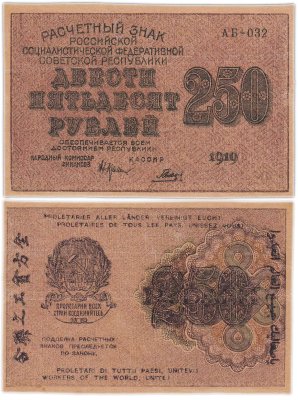 РАСЧЕТНЫЙ ЗНАК
АБ-032
РОССИЙСКОЙ
СОЦИАЛИСТИЧЕСКОЙ ФЕДЕРАТИВНОЙ
СОВЕТСКОЙ РЕСПУБЛИКИ
ДВЕСТИ
ПЯТЬДЕСЯТ
РУБЛЕЙ
250
ОБЕСПЕЧИВАЕТСЯ ВСЕМ
ДОСТОЯНИЕМ РЕСПУБЛИКИ
НАРОДНЫЙ КОМИССАР
ФИНАНСОВ
КАССИР
1919
PROLETARIER ALLER LÄNDER VEREINIGT EUCH!
PROLÉTAIRES DE TOUS LES PAYS, UNISSEZ-VOUS!
ПРОЛЕТАРИИ ВСЕХ
СТРАН СОЕДИНЯЙТЕСЬ
250
ПОДДЕЛКА РАСЧЕТНЫХ
ЗНАКОВ ПРЕСЛЕДУЕТСЯ
ПО ЗАКОНУ.
PROLETARI DI TUTTI I PAESI, UNITEVI!
WORKERS OF THE WORLD, UNITE!